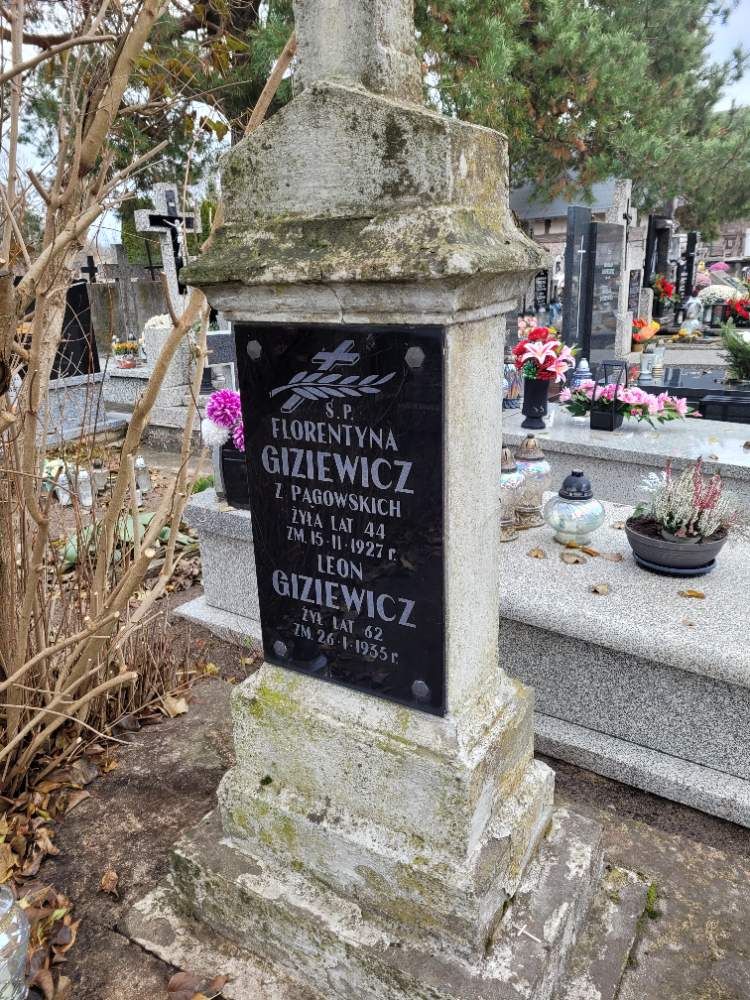 Ś. P.
FLORENTYNA
GIZIEWICZ
Z PAGOWSKICH
ŻYŁA LAT 44
ZM. 15-II-1927 r.
LEON
GIZIEWICZ
ŻYŁ LAT 62
ZM. 26-I-1935 r.